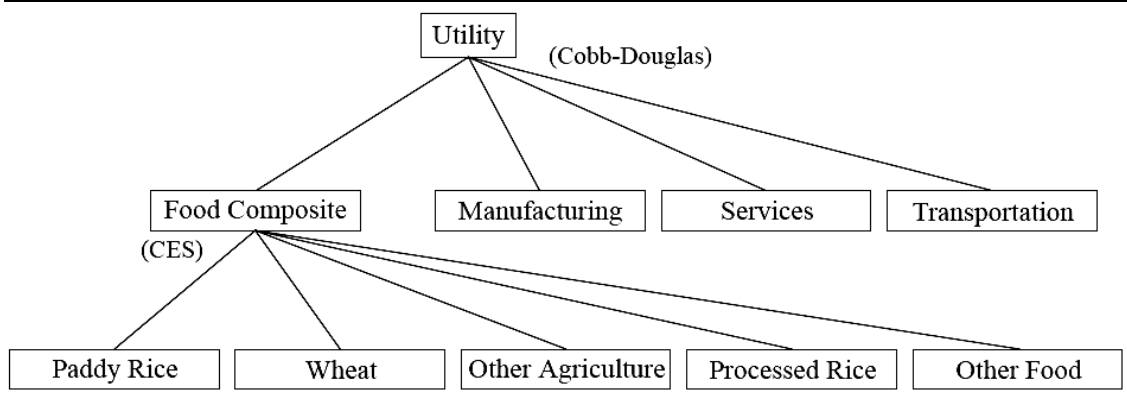 Utility
(Cobb-Douglas)
Food Composite
Manufacturing
Services
Transportation
(CES)
Paddy Rice
Wheat
Other Agriculture
Processed Rice
Other Food